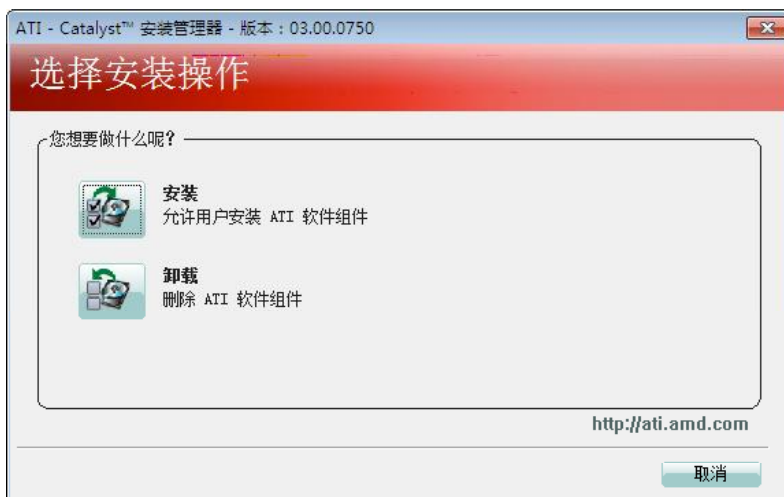 ATI - Catalyst™ 安装管理器 - 版本：03.00.0750
选择安装操作
您想要做什么呢?
安装
允许用户安装 ATI 软件组件
卸载
删除 ATI 软件组件
http://ati.amd.com
取消